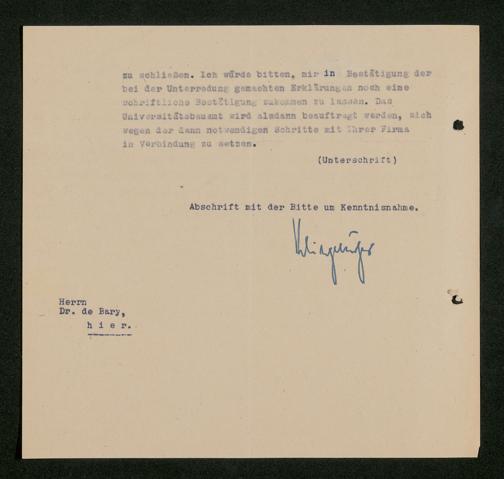 zu schließen. Ich würde bitten, mir in Bestätigung der
bei der Unterredung gemachten Erklärungen noch eine
schriftliche Bestätigung zukommen zu lassen. Das
Universitätsbauamt wird alsdann beauftragt werden, sich
wegen der dann notwendigen Schritte mit Ihrer Firma
in Verbindung zu setzen.
(Unterschrift)
Abschrift mit der Bitte um Kenntnisnahme.
Herrn
Dr. de Bary,
h i e r.